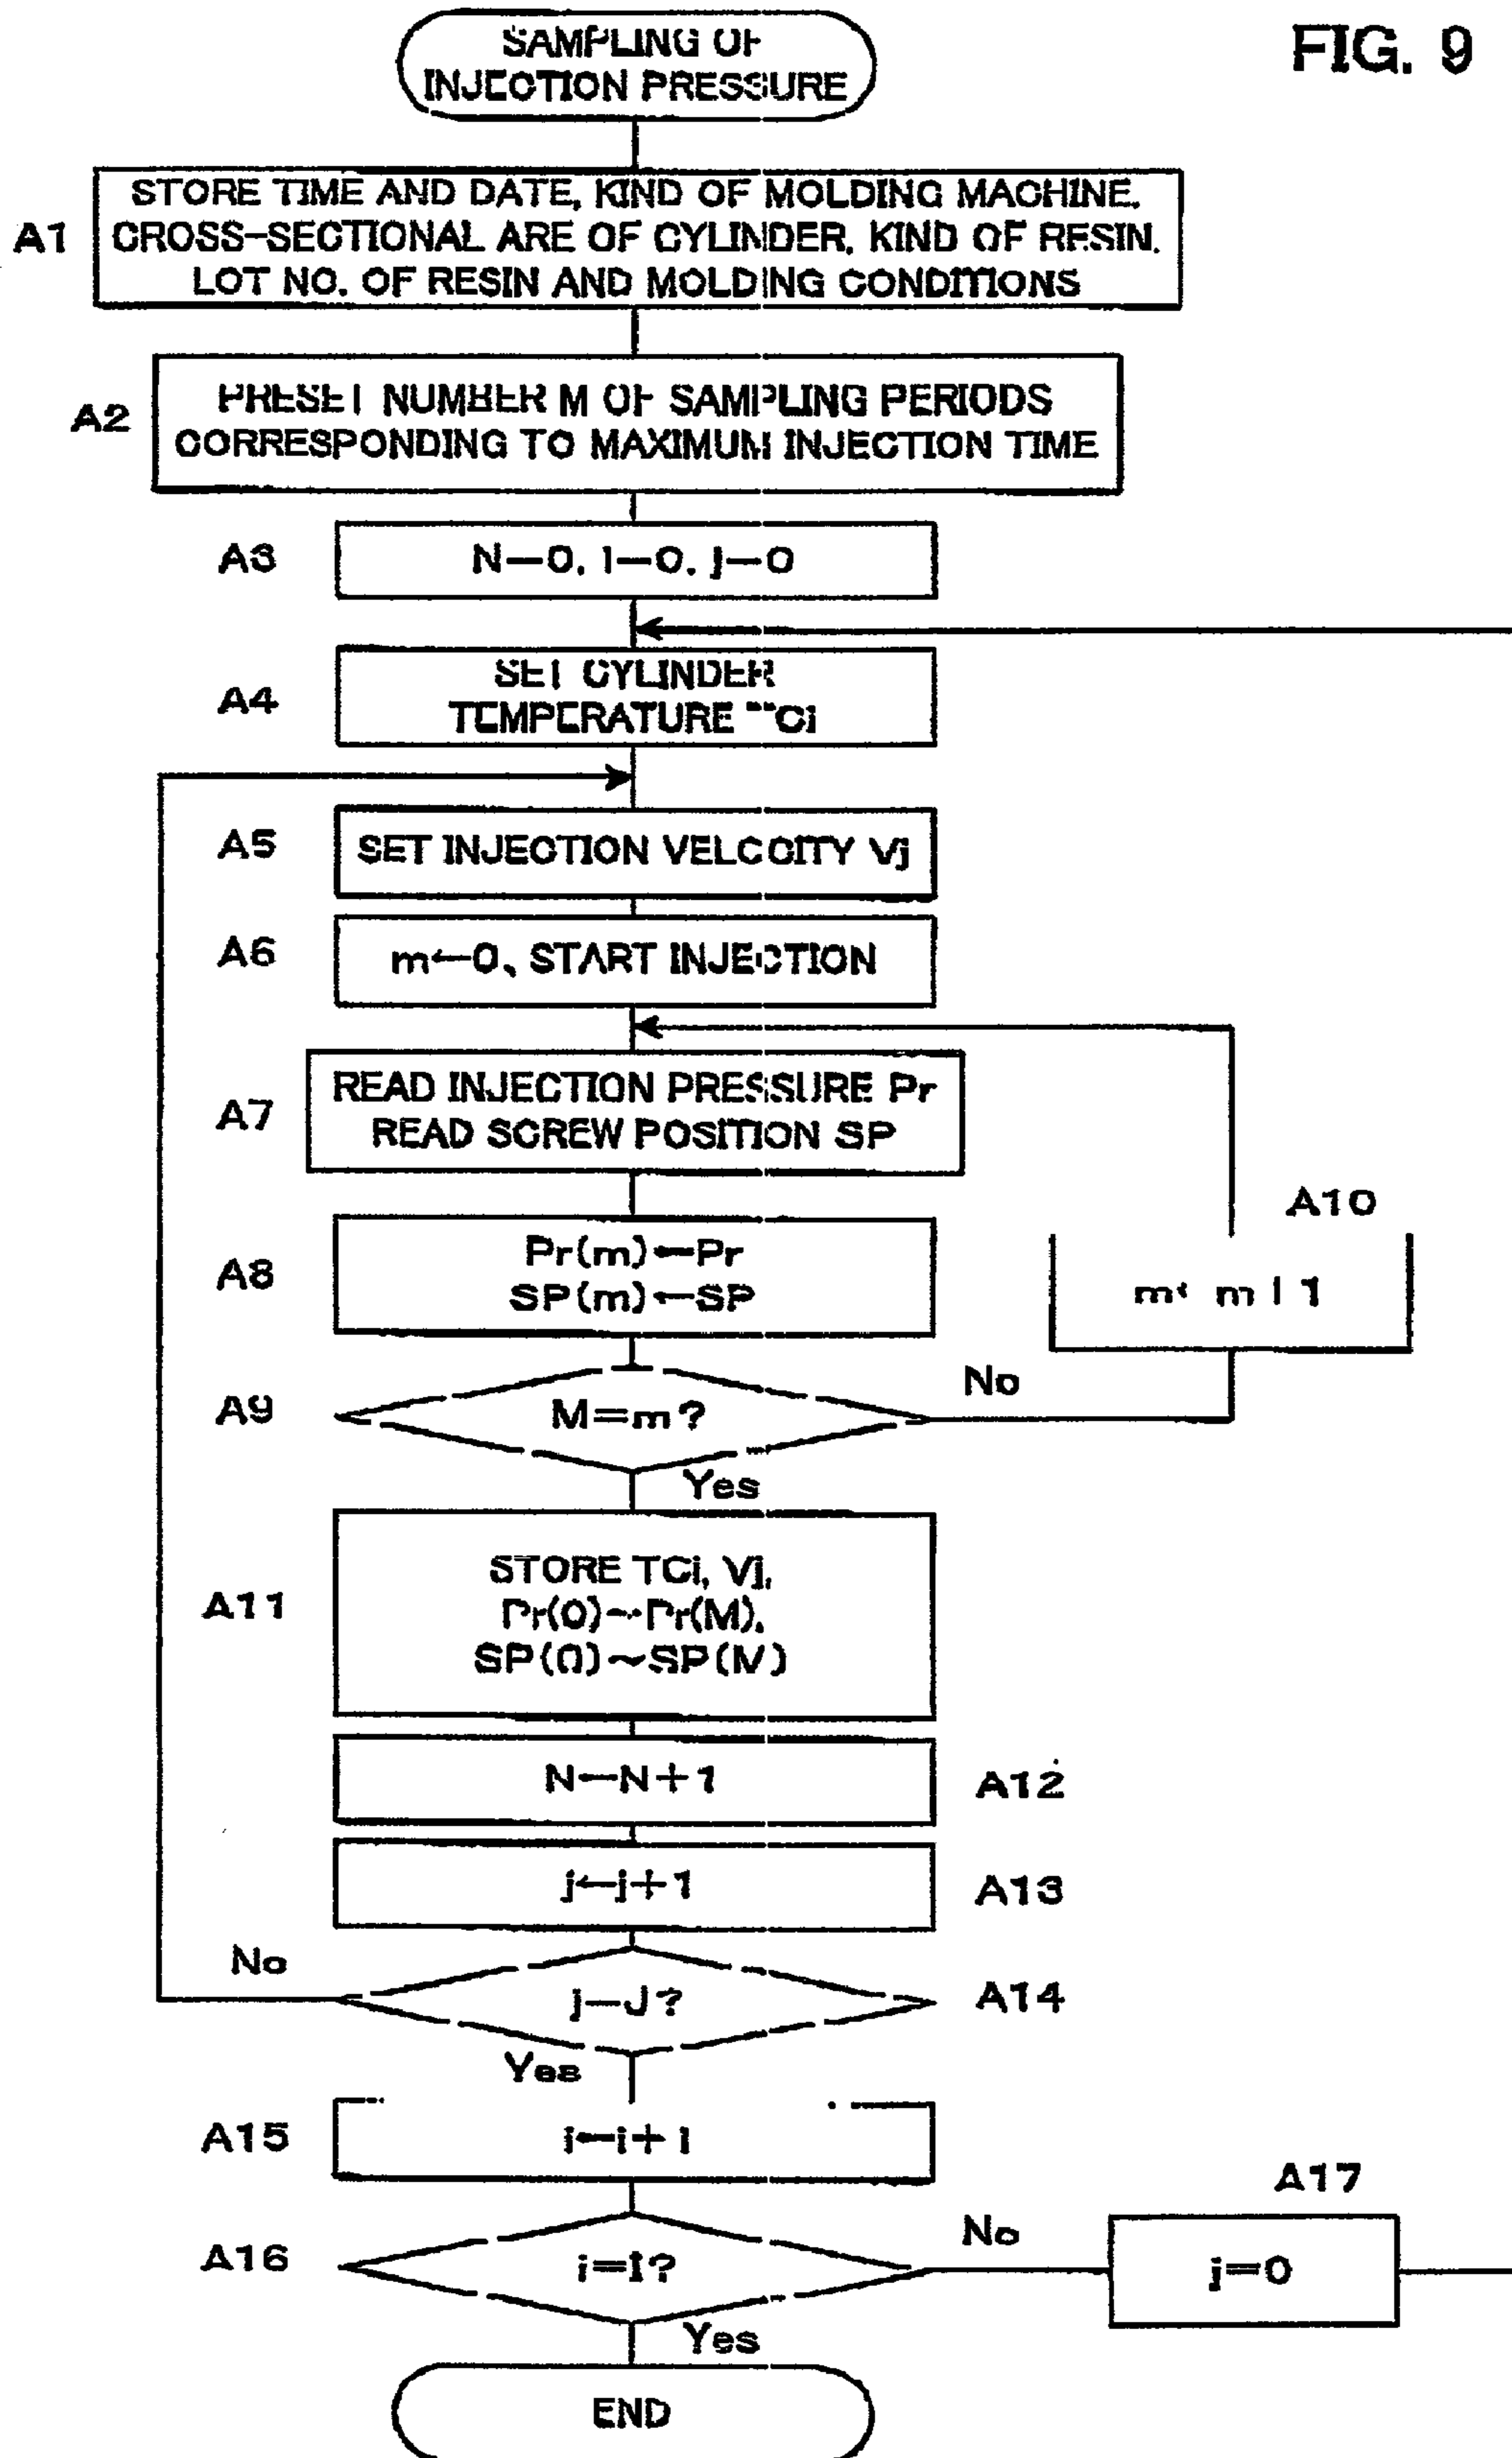 FIG. 9
SAMPLING OF
INJECTION PRESSURE
A1
STORE TIME AND DATE, KIND OF MOLDING MACHINE,
CROSS-SECTIONAL ARE OF CYLINDER, KIND OF RESIN,
LOT NO. OF RESIN AND MOLDING CONDITIONS
A2
PRESET NUMBER M OF SAMPLING PERIODS
CORRESPONDING TO MAXIMUM INJECTION TIME
A3
N←0, i←0, j←0
A4
SET CYLINDER
TEMPERATURE TCi
A5
SET INJECTION VELOCITY Vj
A6
m←0, START INJECTION
A7
READ INJECTION PRESSURE Pr
READ SCREW POSITION SP
A8
Pr(m)←Pr
SP(m)←SP
A10
m←m+1
A9
M=m?
No
Yes
A11
STORE TCi, Vj,
Pr(0)~Pr(M),
SP(0)~SP(M)
N←N+1
A12
j←j+1
A13
No
j=J?
A14
Yes
A15
i←i+1
A16
i=I?
No
A17
j=0
Yes
END